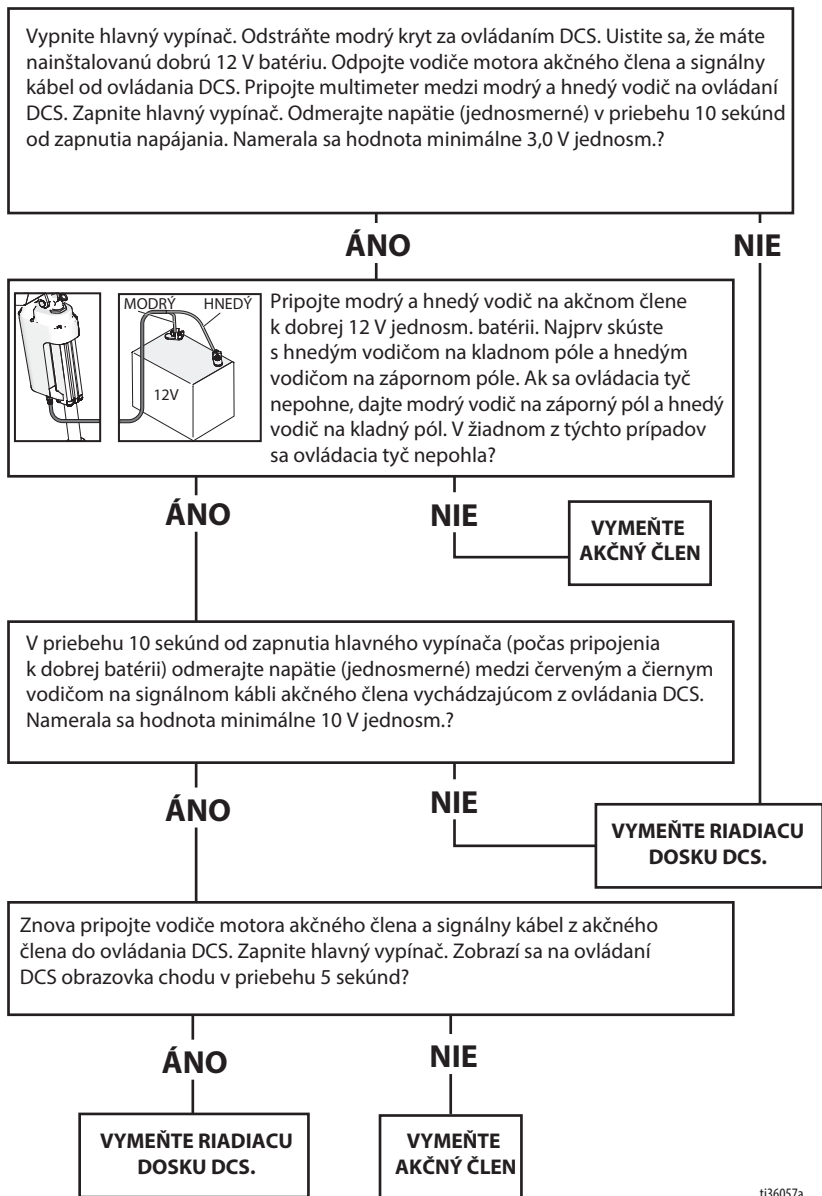 Vypnite hlavný vypínač. Odstráňte modrý kryt za ovládaním DCS. Uistite sa, že máte
nainštalovanú dobrú 12 V batériu. Odpojte vodiče motora akčného člena a signálny
kábel od ovládania DCS. Pripojte multimeter medzi modrý a hnedý vodič na ovládaní
DCS. Zapnite hlavný vypínač. Odmerajte napätie (jednosmerné) v priebehu 10 sekúnd
od zapnutia napájania. Namerala sa hodnota minimálne 3,0 V jednosm.?
ÁNO
NIE
MODRÝ
HNEDÝ
12V
Pripojte modrý a hnedý vodič na akčnom člene
k dobrej 12 V jednosm. batérii. Najprv skúste
s hnedým vodičom na kladnom póle a hnedým
vodičom na zápornom póle. Ak sa ovládacia tyč
nepohne, dajte modrý vodič na záporný pól a hnedý
vodič na kladný pól. V žiadnom z týchto prípadov
sa ovládacia tyč nepohla?
ÁNO
NIE
VYMEŇTE
AKČNÝ ČLEN
V priebehu 10 sekúnd od zapnutia hlavného vypínača (počas pripojenia
k dobrej batérii) odmerajte napätie (jednosmerné) medzi červeným a čiernym
vodičom na signálnom kábli akčného člena vychádzajúcom z ovládania DCS.
Namerala sa hodnota minimálne 10 V jednosm.?
ÁNO
NIE
VYMEŇTE RIADIACU
DOSKU DCS.
Znova pripojte vodiče motora akčného člena a signálny kábel z akčného
člena do ovládania DCS. Zapnite hlavný vypínač. Zobrazí sa na ovládaní
DCS obrazovka chodu v priebehu 5 sekúnd?
ÁNO
NIE
VYMEŇTE RIADIACU
DOSKU DCS.
VYMEŇTE
AKČNÝ ČLEN
ti36057a